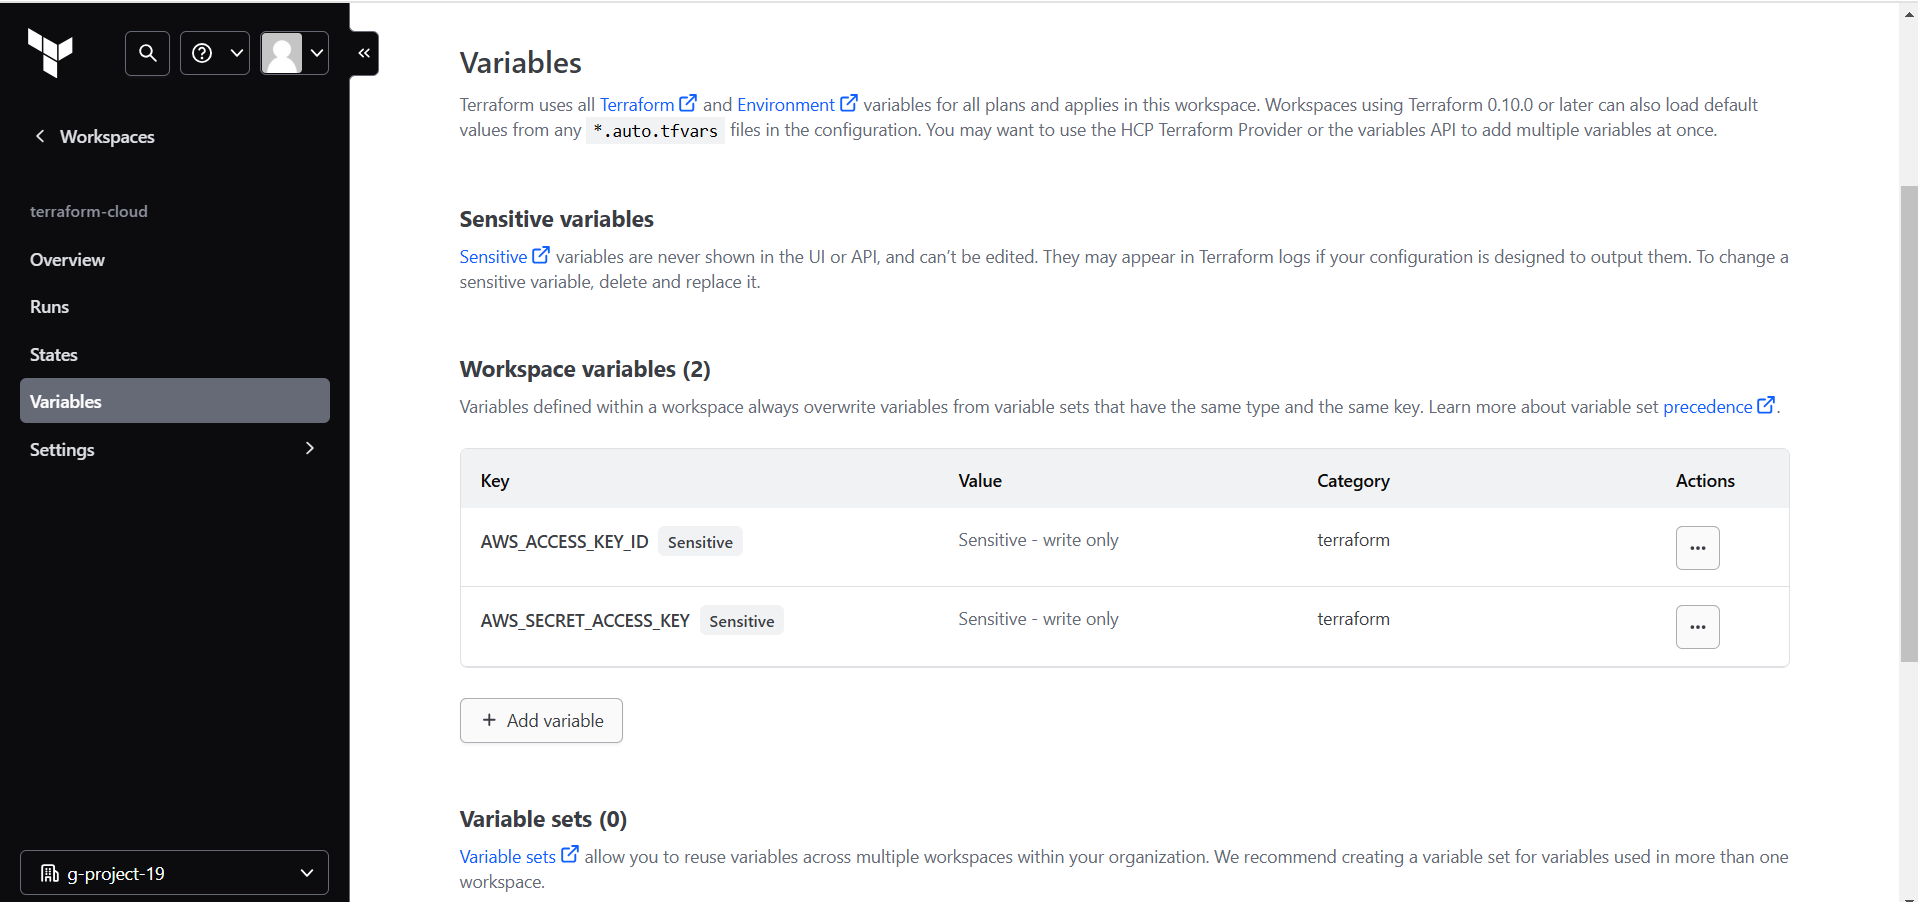 Workspaces
terraform-cloud
Overview
Runs
States
Variables
Settings
g-project-19
Variables
Terraform uses all Terraform and Environment variables for all plans and applies in this workspace. Workspaces using Terraform 0.10.0 or later can also load default
values from any *.auto.tfvars files in the configuration. You may want to use the HCP Terraform Provider or the variables API to add multiple variables at once.
Sensitive variables
Sensitive variables are never shown in the UI or API, and can’t be edited. They may appear in Terraform logs if your configuration is designed to output them. To change a
sensitive variable, delete and replace it.
Workspace variables (2)
Variables defined within a workspace always overwrite variables from variable sets that have the same type and the same key. Learn more about variable set precedence.
Key Value Category Actions
AWS_ACCESS_KEY_ID Sensitive Sensitive - write only terraform
AWS_SECRET_ACCESS_KEY Sensitive Sensitive - write only terraform
+ Add variable
Variable sets (0)
Variable sets allow you to reuse variables across multiple workspaces within your organization. We recommend creating a variable set for variables used in more than one
workspace.